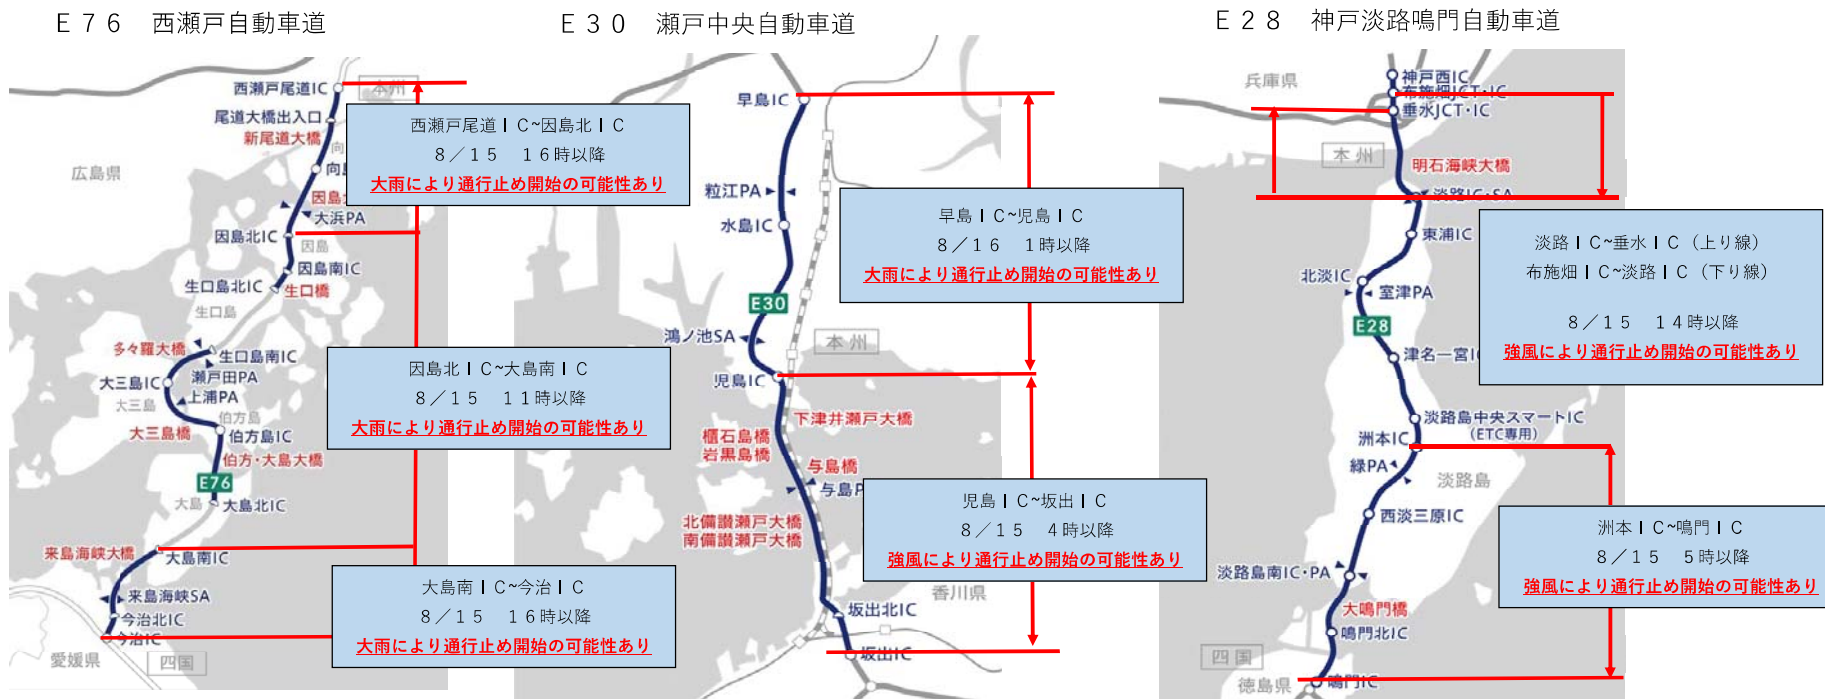 E76 西瀬戸自動車道
本州
西瀬戸尾道IC
尾道大橋出入口
新尾道大橋
広島県
大浜PA
因島北IC
因島
因島南IC
生口島北IC
生口橋
生口島
多々羅大橋
生口島南IC
瀬戸田PA
大三島IC
上浦PA
大三島
伯方島
大三島橋
伯方島IC
伯方・大島大橋
E76
大島
大島北IC
来島海峡大橋
大島南IC
来島海峡SA
今治北IC
今治IC
愛媛県
四国
西瀬戸尾道IC~因島北IC
8/15 16時以降
大雨により通行止め開始の可能性あり
因島北IC~大島南IC
8/15 11時以降
大雨により通行止め開始の可能性あり
大島南IC~今治IC
8/15 16時以降
大雨により通行止め開始の可能性あり
E30 瀬戸中央自動車道
早島IC
粒江PA
水島IC
E30
鴻ノ池SA
本州
児島IC
下津井瀬戸大橋
櫃石島橋
岩黒島橋
与島橋
与島P
北備讃瀬戸大橋
南備讃瀬戸大橋
香川県
坂出北IC
坂出IC
早島IC~児島IC
8/16 1時以降
大雨により通行止め開始の可能性あり
児島IC~坂出IC
8/15 4時以降
強風により通行止め開始の可能性あり
E28 神戸淡路鳴門自動車道
兵庫県
神戸西IC
布施畑JCT・IC
垂水JCT・IC
本州
明石海峡大橋
淡路IC・SA
東浦IC
北淡IC
室津PA
E28
津名一宮IC
淡路島中央スマートIC
(ETC専用)
洲本IC
緑PA
淡路島
西淡三原IC
淡路島南IC・PA
大鳴門橋
鳴門北IC
四国
徳島県
鳴門IC
淡路IC~垂水IC(上り線)
布施畑IC~淡路IC(下り線)
8/15 14時以降
強風により通行止め開始の可能性あり
洲本IC~鳴門IC
8/15 5時以降
強風により通行止め開始の可能性あり